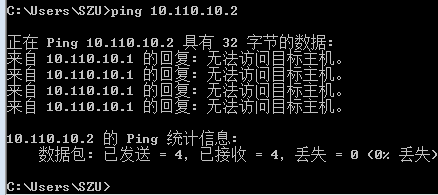 C:\Users\SZU>ping 10.110.10.2
正在 Ping 10.110.10.2 具有 32 字节的数据:
来自 10.110.10.1 的回复: 无法访问目标主机。
来自 10.110.10.1 的回复: 无法访问目标主机。
来自 10.110.10.1 的回复: 无法访问目标主机。
来自 10.110.10.1 的回复: 无法访问目标主机。
10.110.10.2 的 Ping 统计信息:
数据包: 已发送 = 4, 已接收 = 4, 丢失 = 0 (0% 丢失)
C:\Users\SZU>